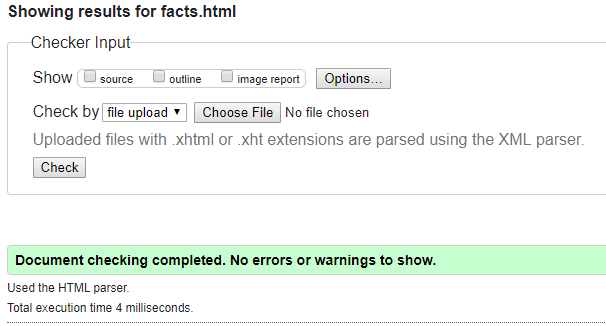 Showing results for facts.html
Checker Input
Show source outline image report Options...
Check by file upload ▼ Choose File No file chosen
Uploaded files with .xhtml or .xht extensions are parsed using the XML parser.
Check
Document checking completed. No errors or warnings to show.
Used the HTML parser.
Total execution time 4 milliseconds.